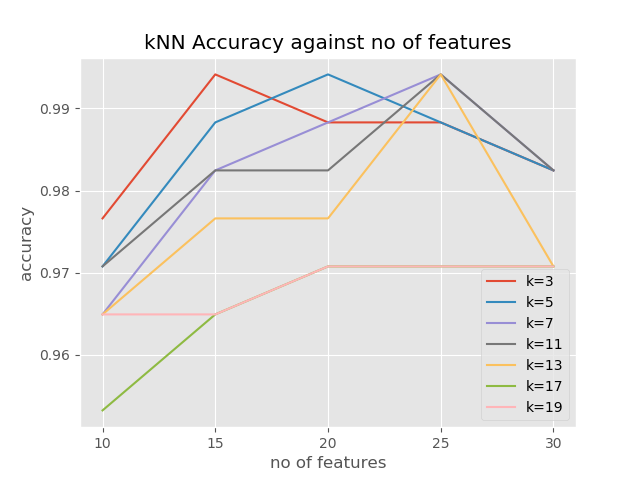 kNN Accuracy against no of features
accuracy
0.99
0.98
0.97
0.96
10 15 20 25 30
no of features
k=3
k=5
k=7
k=11
k=13
k=17
k=19